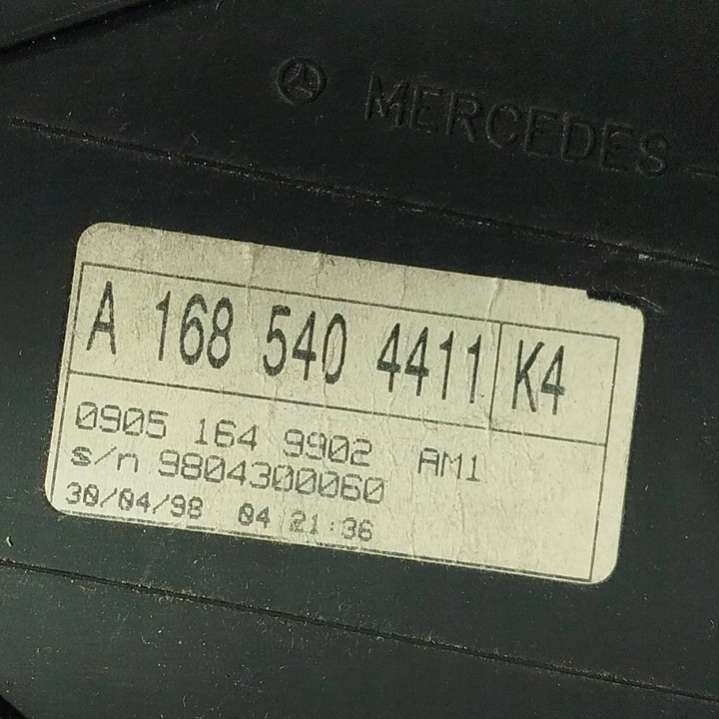 MERCEDES
A 168 540 4411 K4
0905 164 9902 AM1
s/n 9804300060
30/04/98 04 21:36